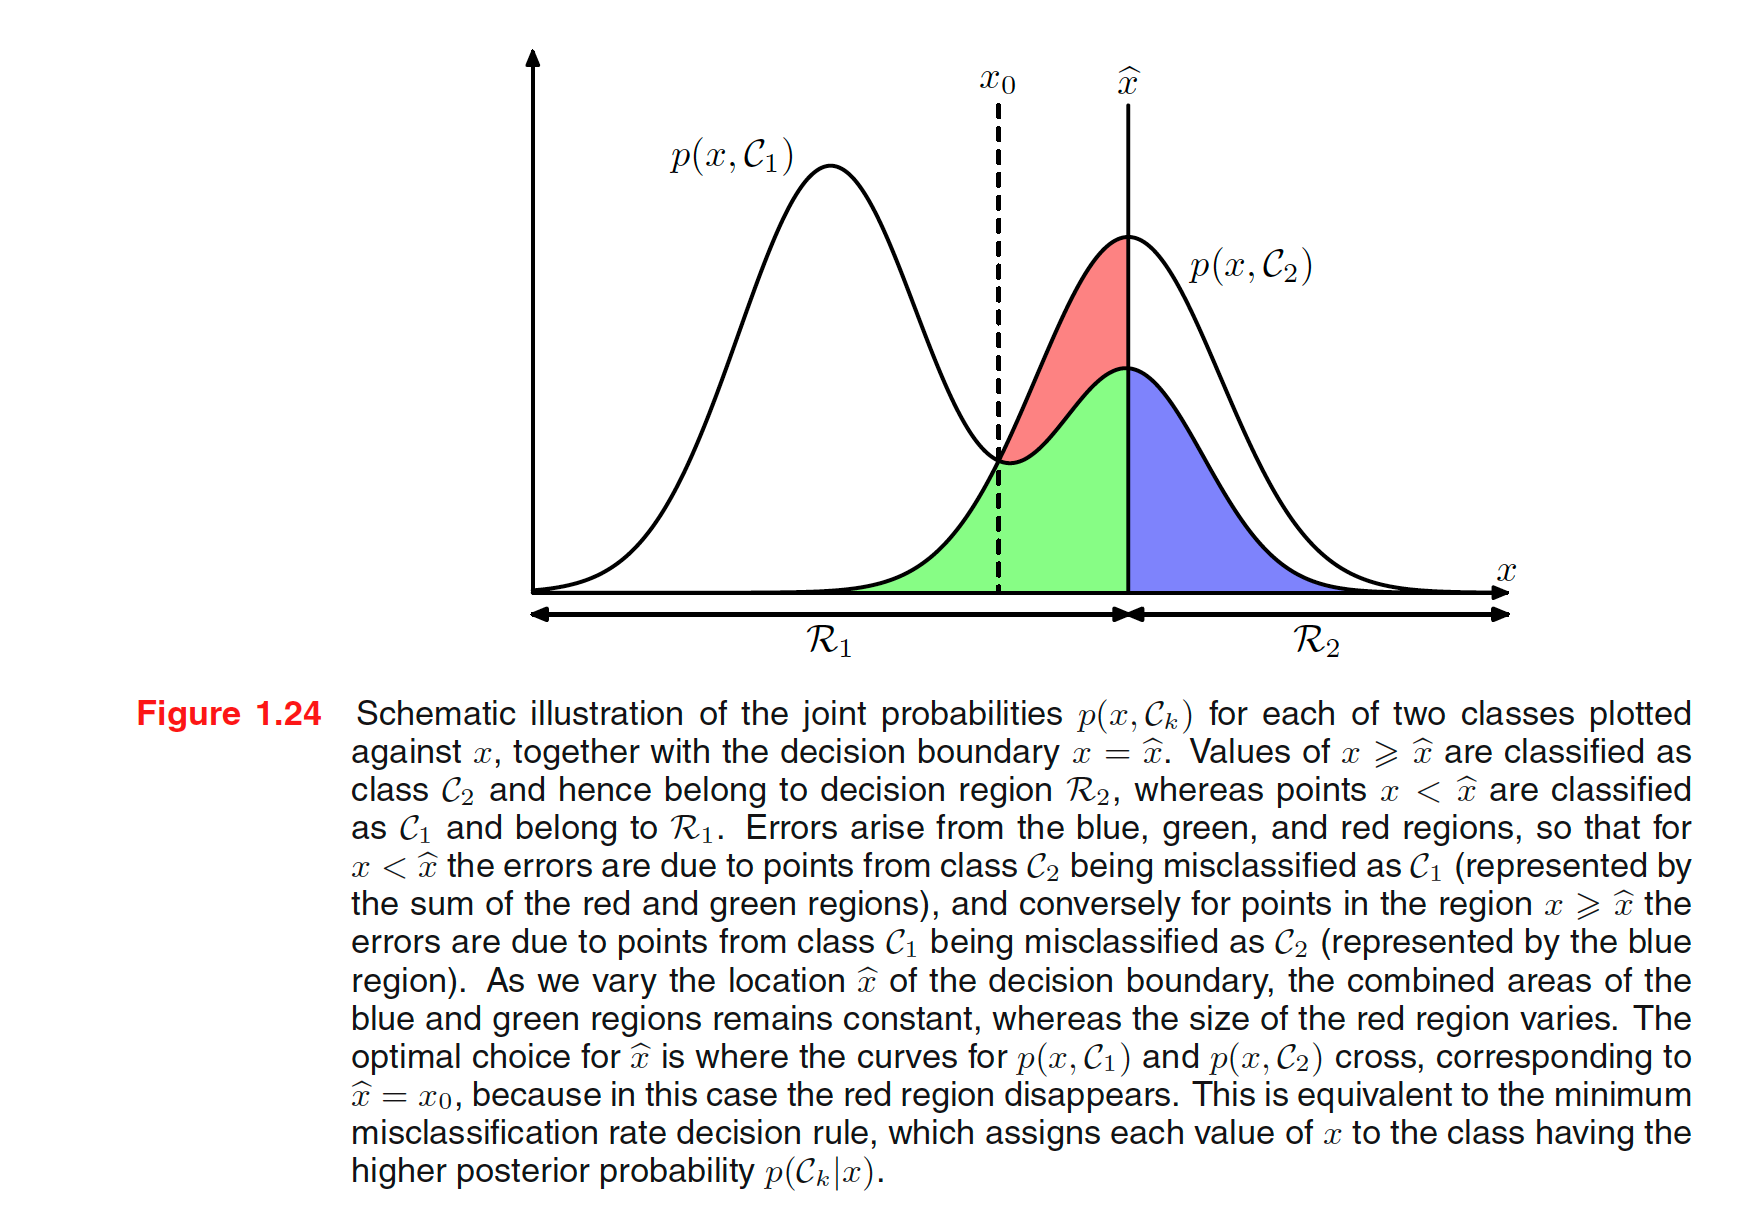 x₀ x̂
p(x, 𝒞₁)
p(x, 𝒞₂)
x
ℛ₁ ℛ₂
Figure 1.24 Schematic illustration of the joint probabilities p(x, 𝒞ₖ) for each of two classes plotted
against x, together with the decision boundary x = x̂. Values of x ⩾ x̂ are classified as
class 𝒞₂ and hence belong to decision region ℛ₂, whereas points x < x̂ are classified
as 𝒞₁ and belong to ℛ₁. Errors arise from the blue, green, and red regions, so that for
x < x̂ the errors are due to points from class 𝒞₂ being misclassified as 𝒞₁ (represented by
the sum of the red and green regions), and conversely for points in the region x ⩾ x̂ the
errors are due to points from class 𝒞₁ being misclassified as 𝒞₂ (represented by the blue
region). As we vary the location x̂ of the decision boundary, the combined areas of the
blue and green regions remains constant, whereas the size of the red region varies. The
optimal choice for x̂ is where the curves for p(x, 𝒞₁) and p(x, 𝒞₂) cross, corresponding to
x̂ = x₀, because in this case the red region disappears. This is equivalent to the minimum
misclassification rate decision rule, which assigns each value of x to the class having the
higher posterior probability p(𝒞ₖ|x).